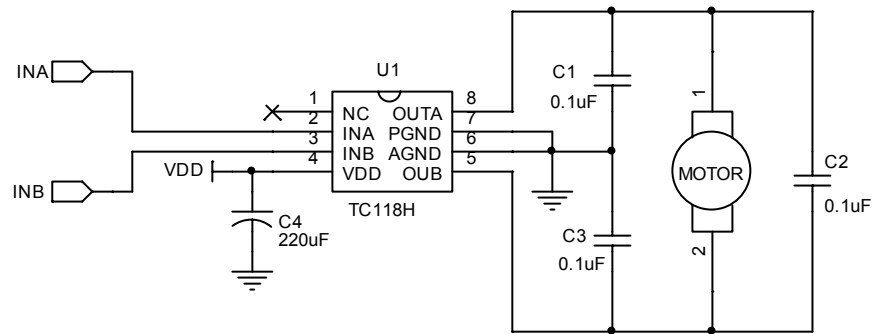 INA
INB
VDD
C4
220uF
U1
1
2
3
4
NC
INA
INB
VDD
OUTA
PGND
AGND
OUB
8
7
6
5
TC118H
C1
0.1uF
C3
0.1uF
1
MOTOR
2
C2
0.1uF